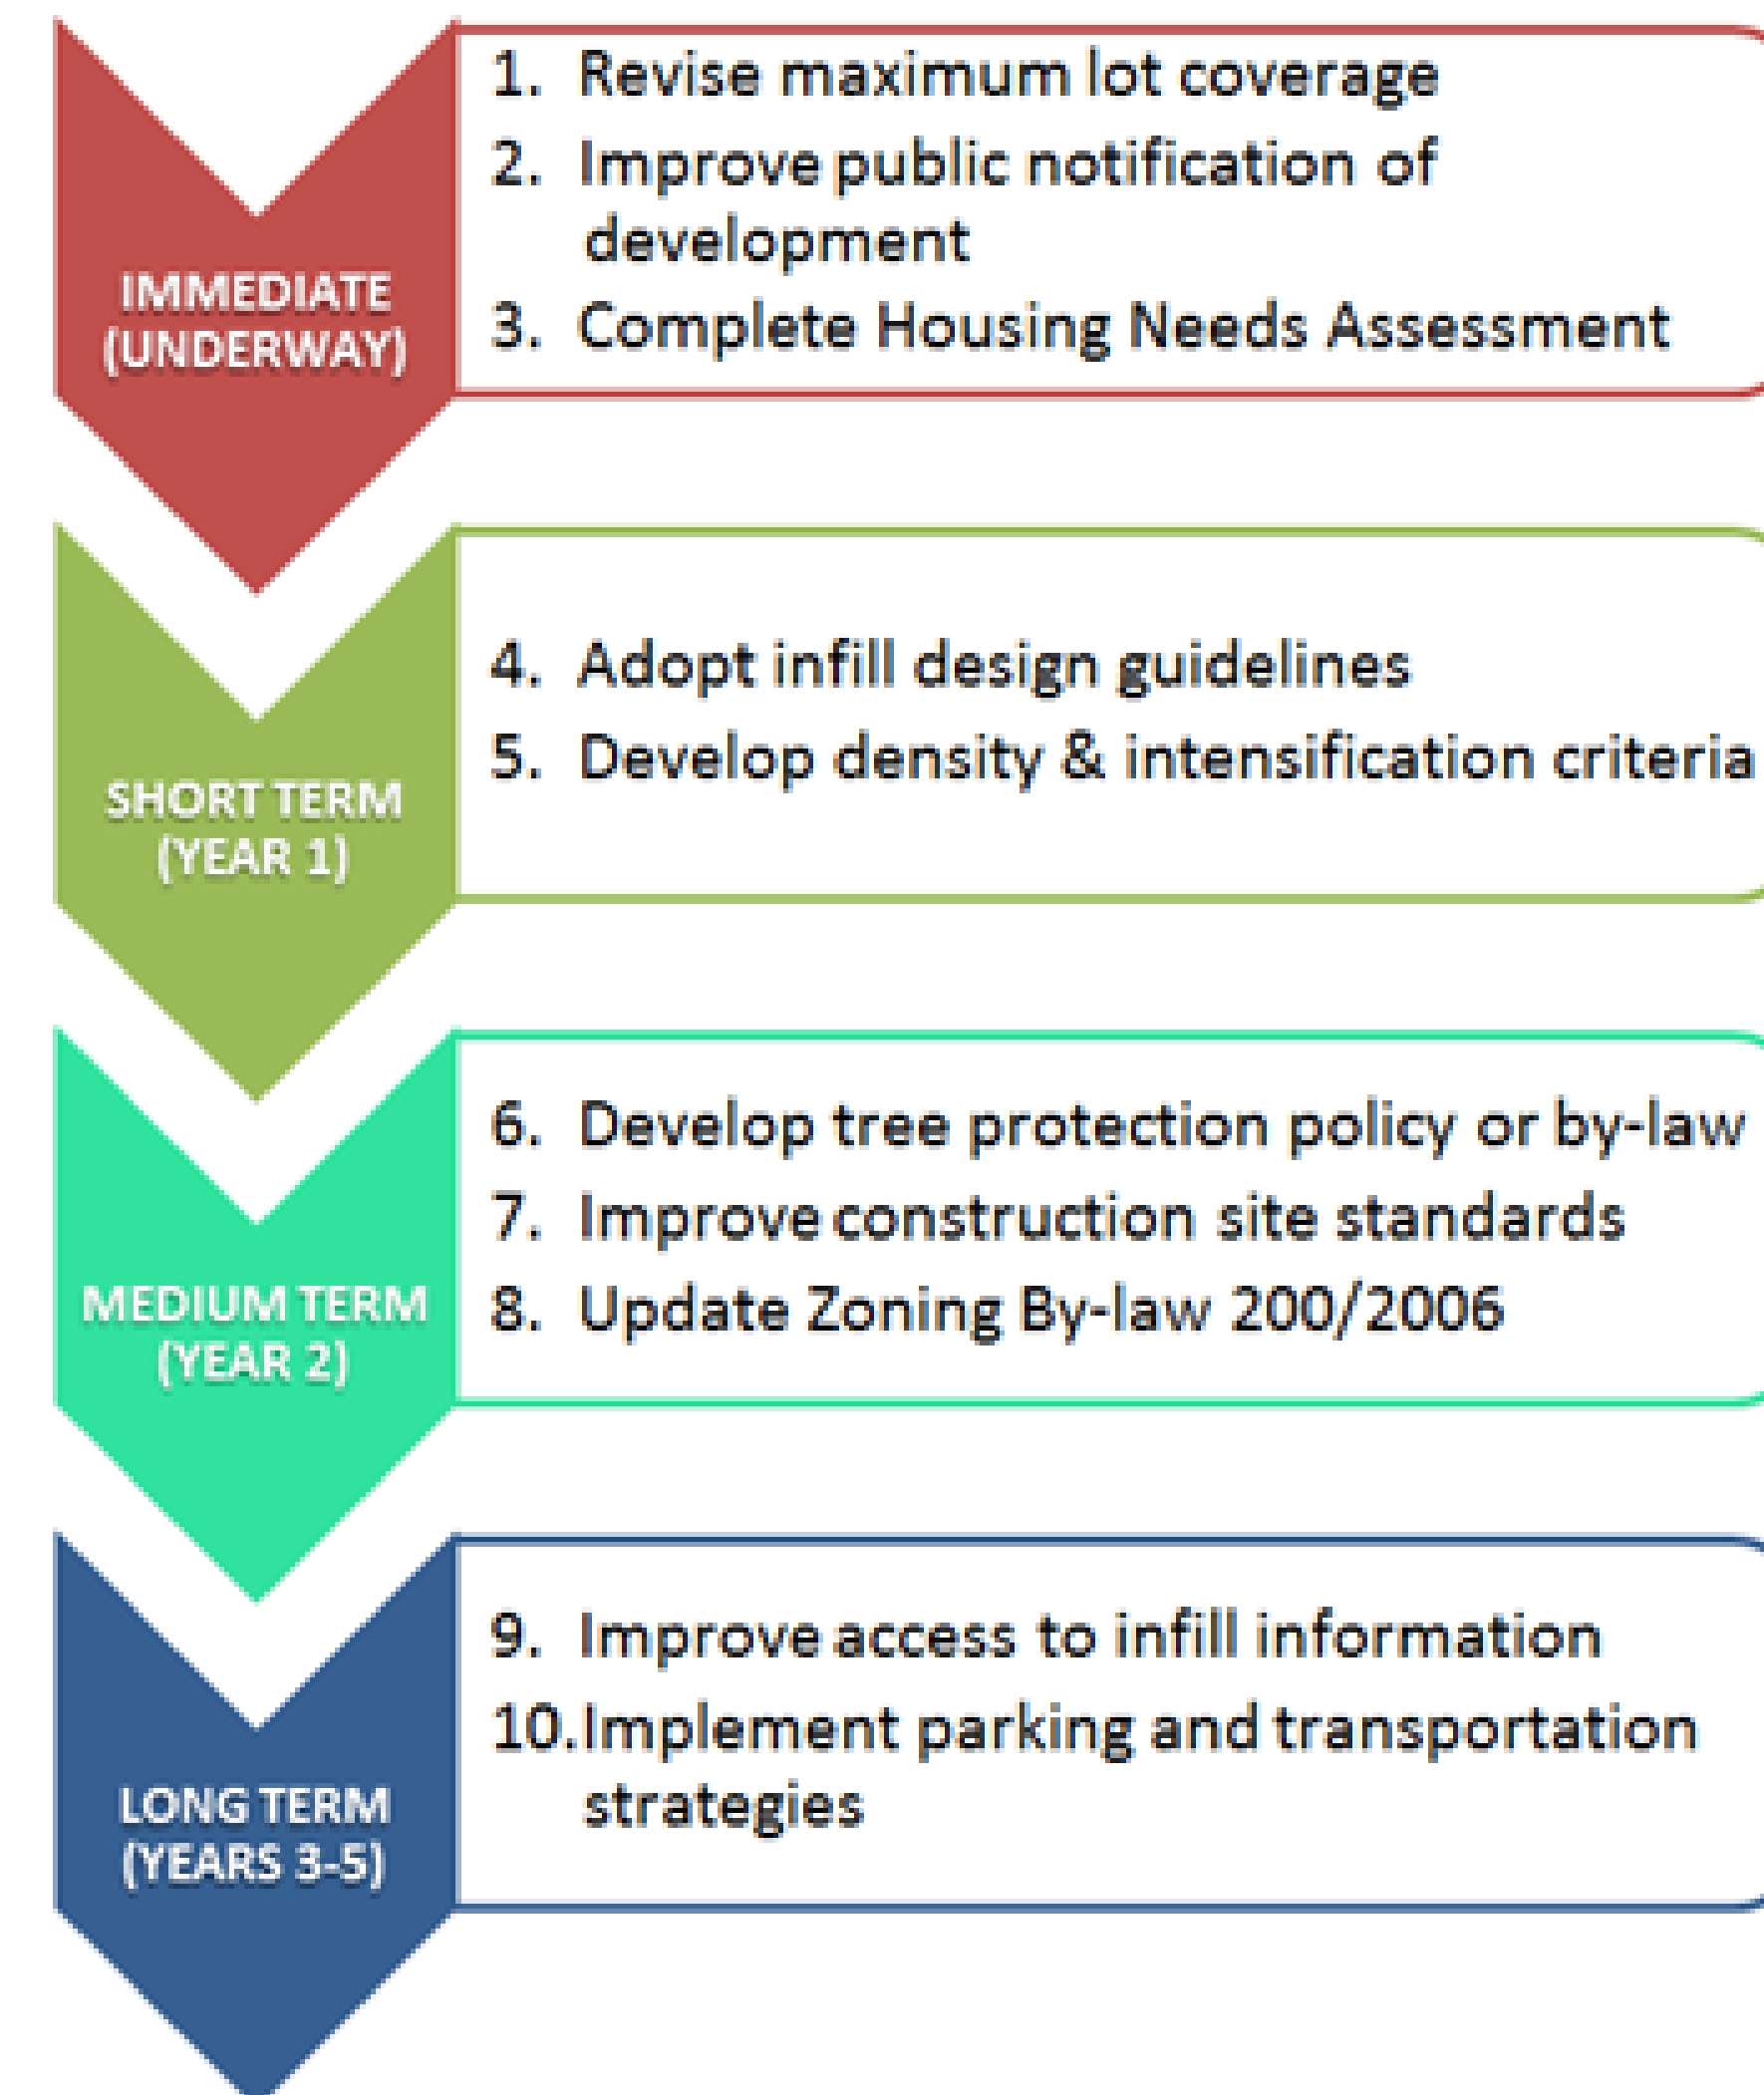 IMMEDIATE
(UNDERWAY)
1. Revise maximum lot coverage
2. Improve public notification of
development
3. Complete Housing Needs Assessment
SHORT TERM
(YEAR 1)
4. Adopt infill design guidelines
5. Develop density & intensification criteria
MEDIUM TERM
(YEAR 2)
6. Develop tree protection policy or by-law
7. Improve construction site standards
8. Update Zoning By-law 200/2006
LONG TERM
(YEARS 3-5)
9. Improve access to infill information
10. Implement parking and transportation
strategies